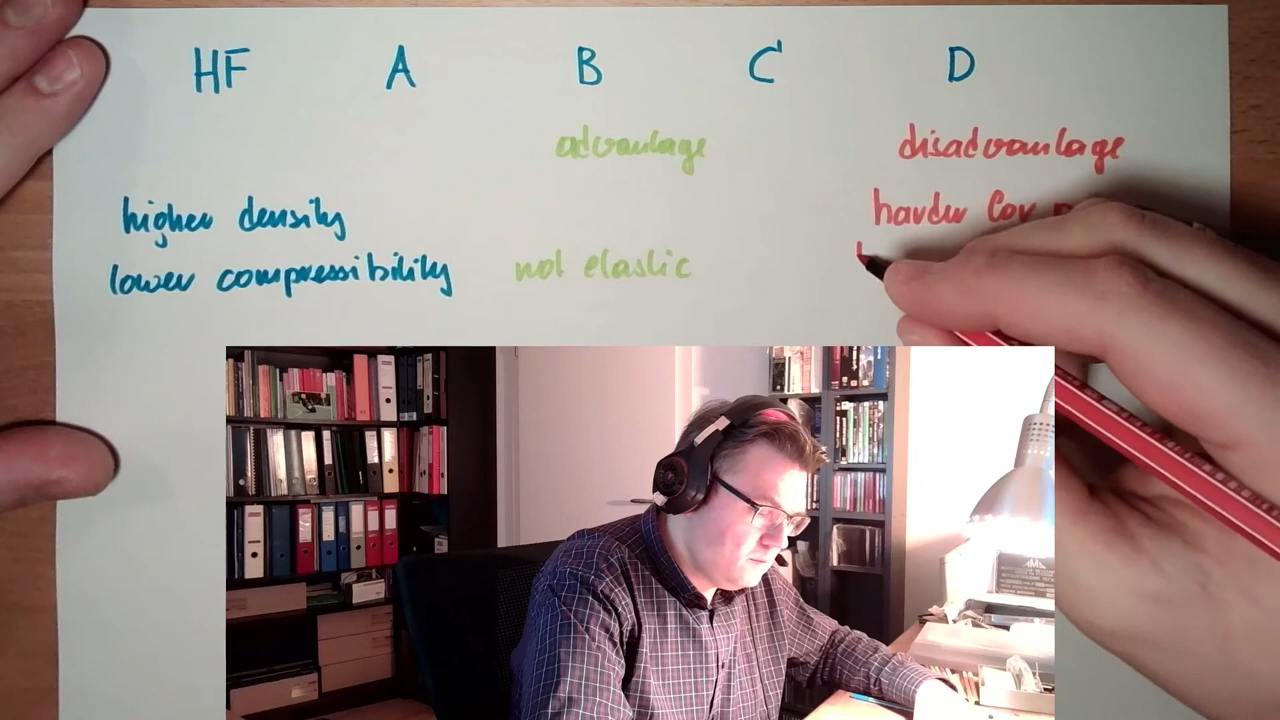 HF A B C D
advantage disadvantage
higher density harder for
lower compressibility not elastic